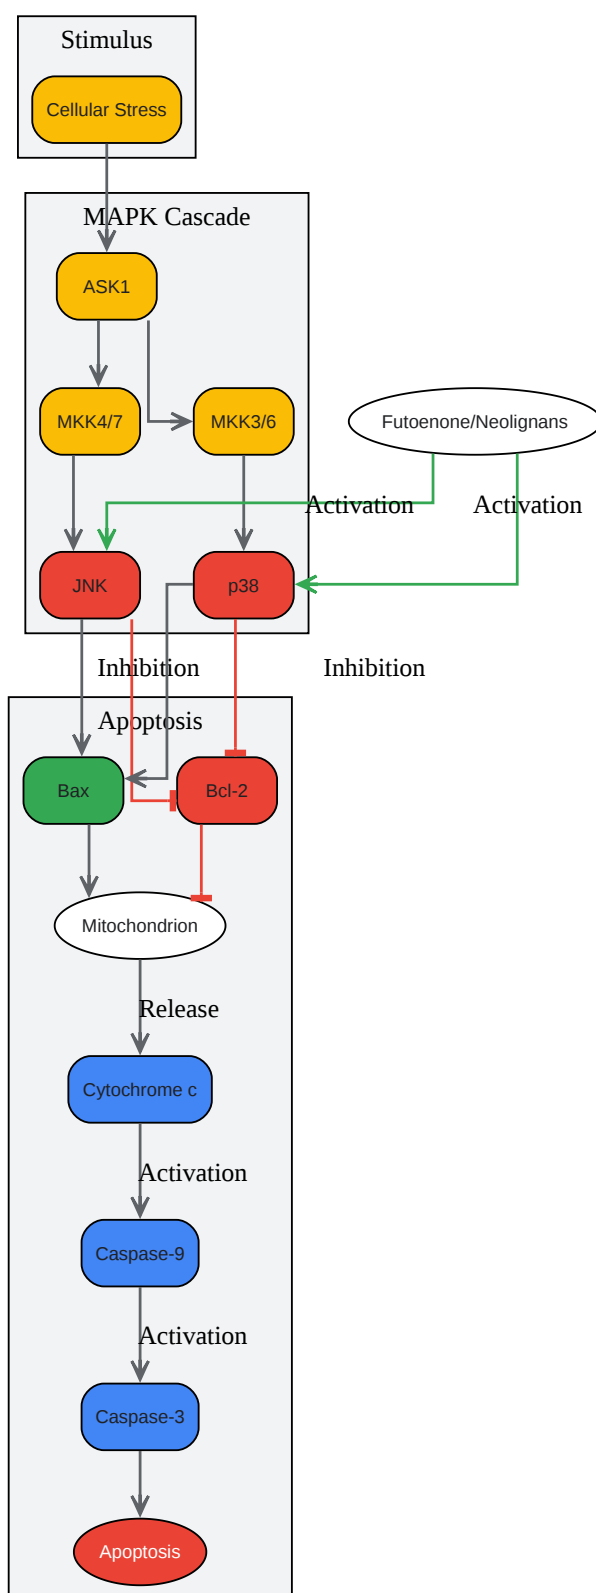 Stimulus
Cellular Stress
MAPK Cascade
ASK1
MKK4/7
MKK3/6
Futoenone/Neolignans
Activation
Activation
JNK
p38
Inhibition
Inhibition
Apoptosis
Bax
Bcl-2
Mitochondrion
Release
Cytochrome c
Activation
Caspase-9
Activation
Caspase-3
Apoptosis